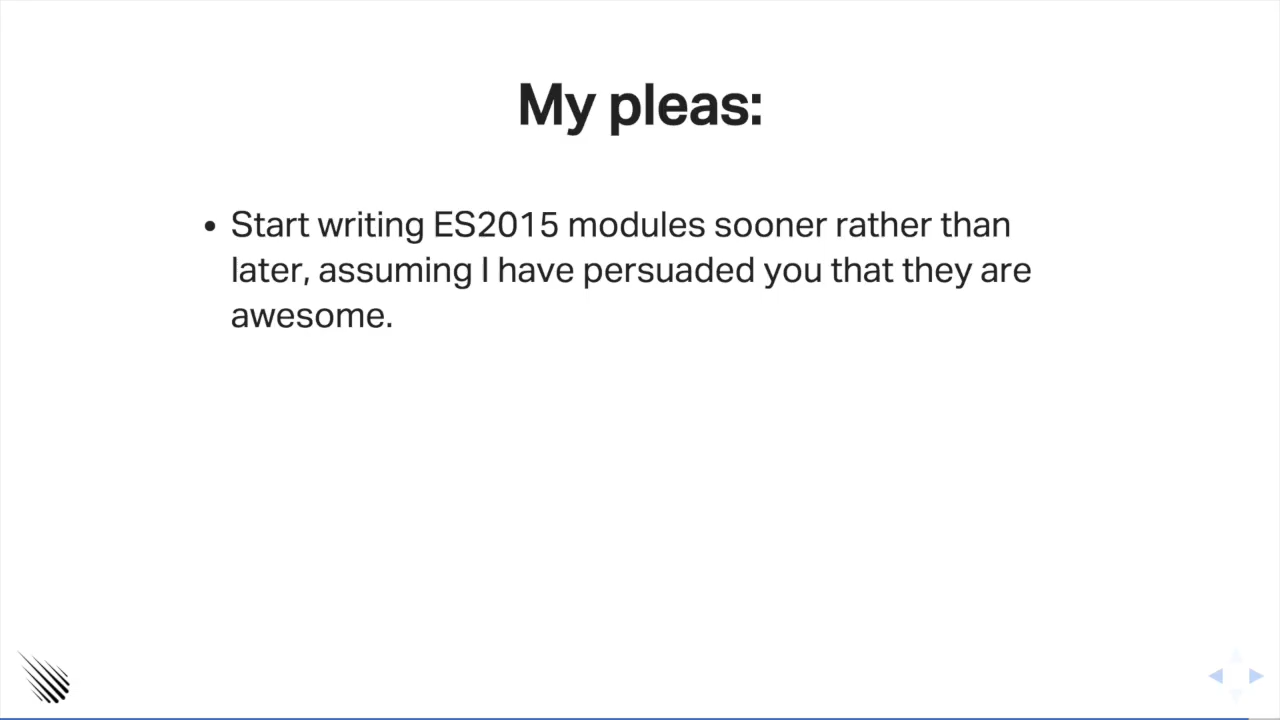 My pleas:
• Start writing ES2015 modules sooner rather than
later, assuming I have persuaded you that they are
awesome.